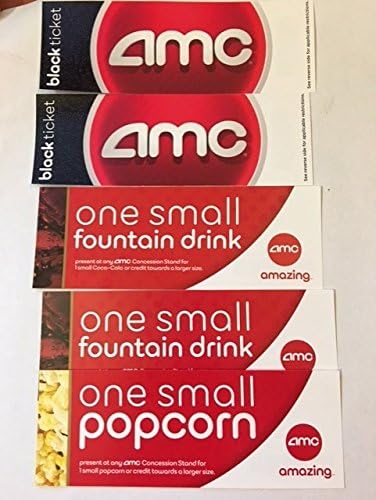 black ticket
amc
See reverse side for applicable restrictions.
black ticket
amc
See reverse side for applicable restrictions.
one small
fountain drink
present at any amc Concession Stand for
1 small Coca-Cola or credit towards a larger size.
amc
amazing.
one small
fountain drink
amc
one small
popcorn
present at any amc Concession Stand for
1 small popcorn or credit towards a larger size.
amc
amazing.